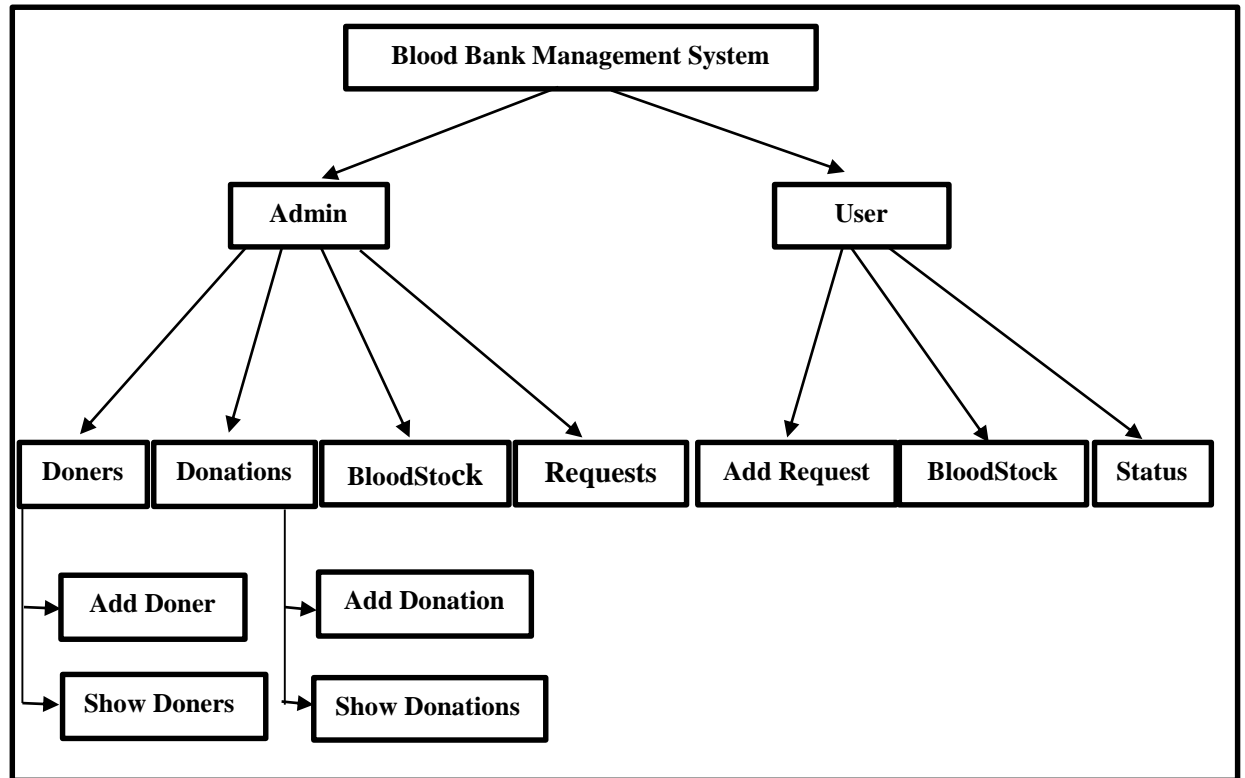 Blood Bank Management System
Admin
User
Doners
Donations
BloodStock
Requests
Add Request
BloodStock
Status
Add Doner
Add Donation
Show Doners
Show Donations